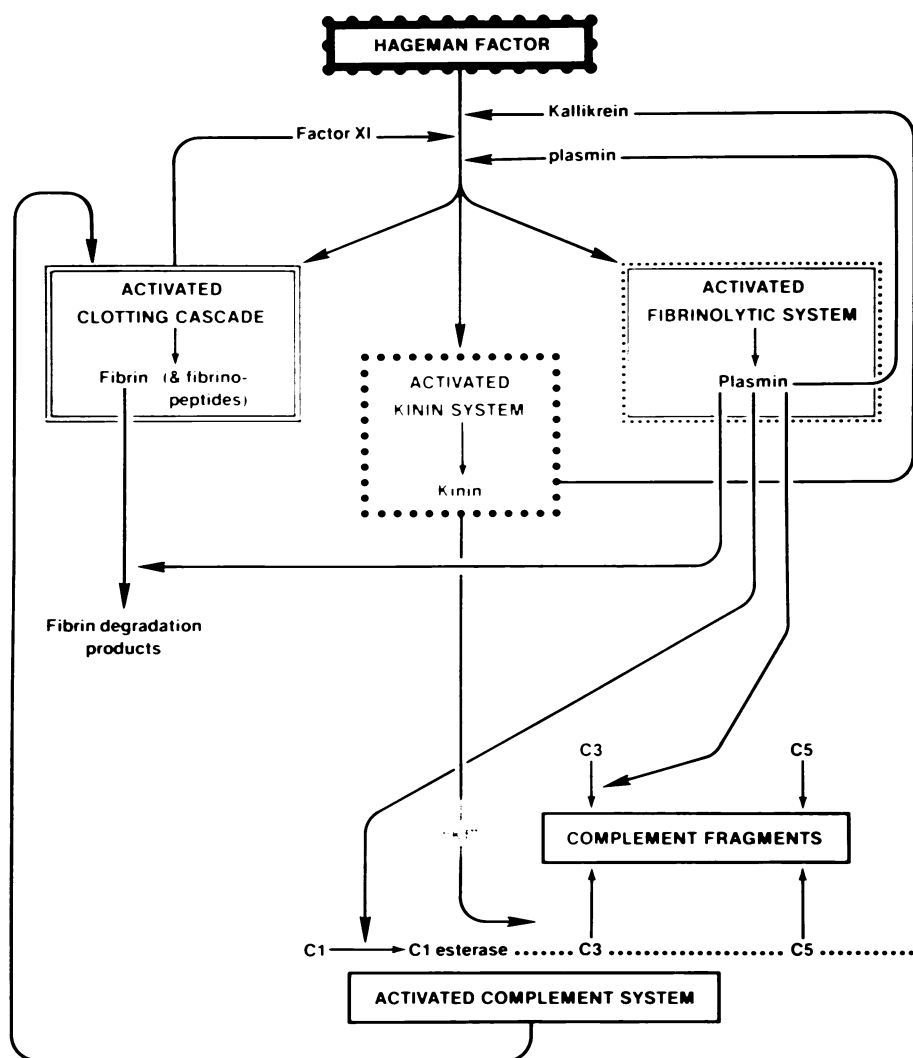 HAGEMAN FACTOR
Kallikrein
Factor XI
plasmin
ACTIVATED
CLOTTING CASCADE
Fibrin (& fibrino-
peptides)
ACTIVATED
KININ SYSTEM
Kinin
ACTIVATED
FIBRINOLYTIC SYSTEM
Plasmin
Fibrin degradation
products
C3
C5
COMPLEMENT FRAGMENTS
C1
C1 esterase
C3
C5
ACTIVATED COMPLEMENT SYSTEM